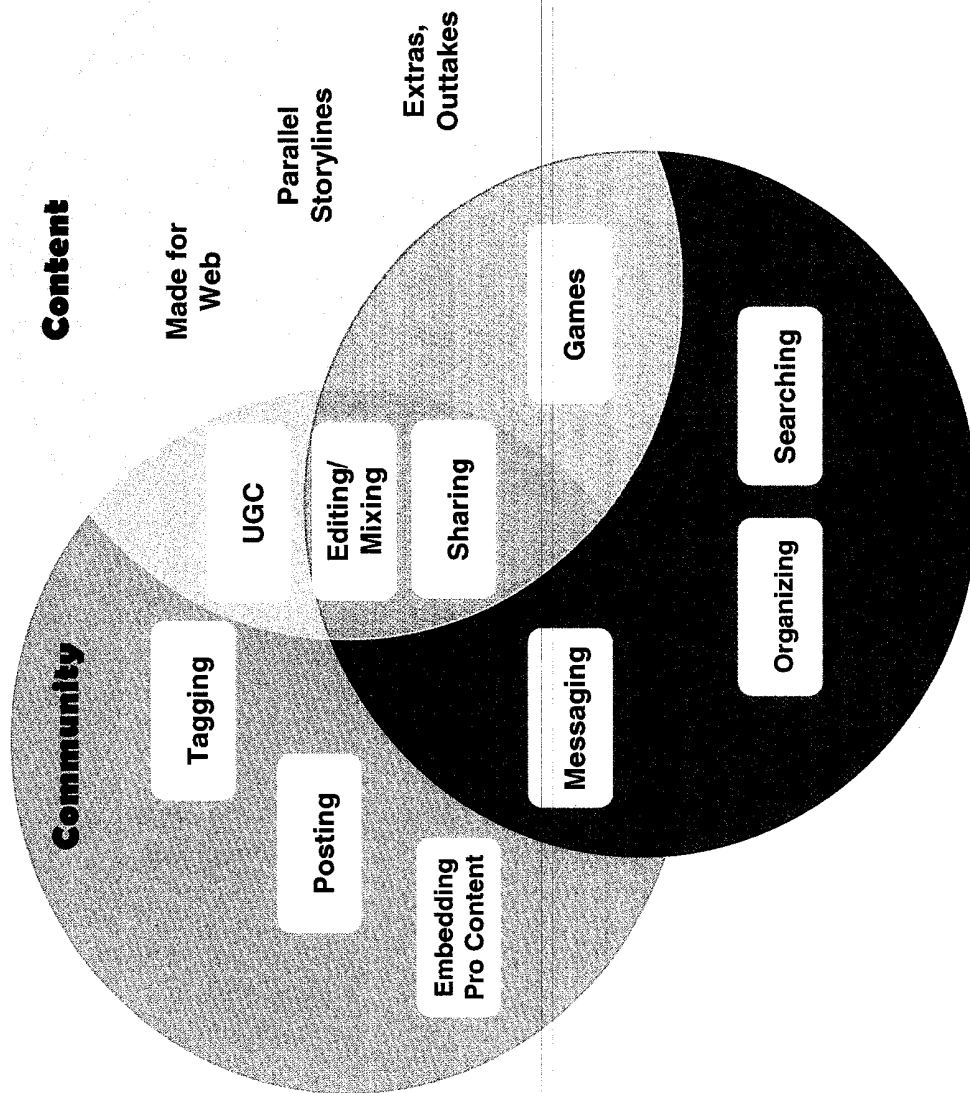 Community
Content
Tagging
UGC
Made for
Web
Posting
Editing/
Mixing
Parallel
Storylines
Embedding
Pro Content
Sharing
Extras,
Outtakes
Messaging
Games
Organizing
Searching